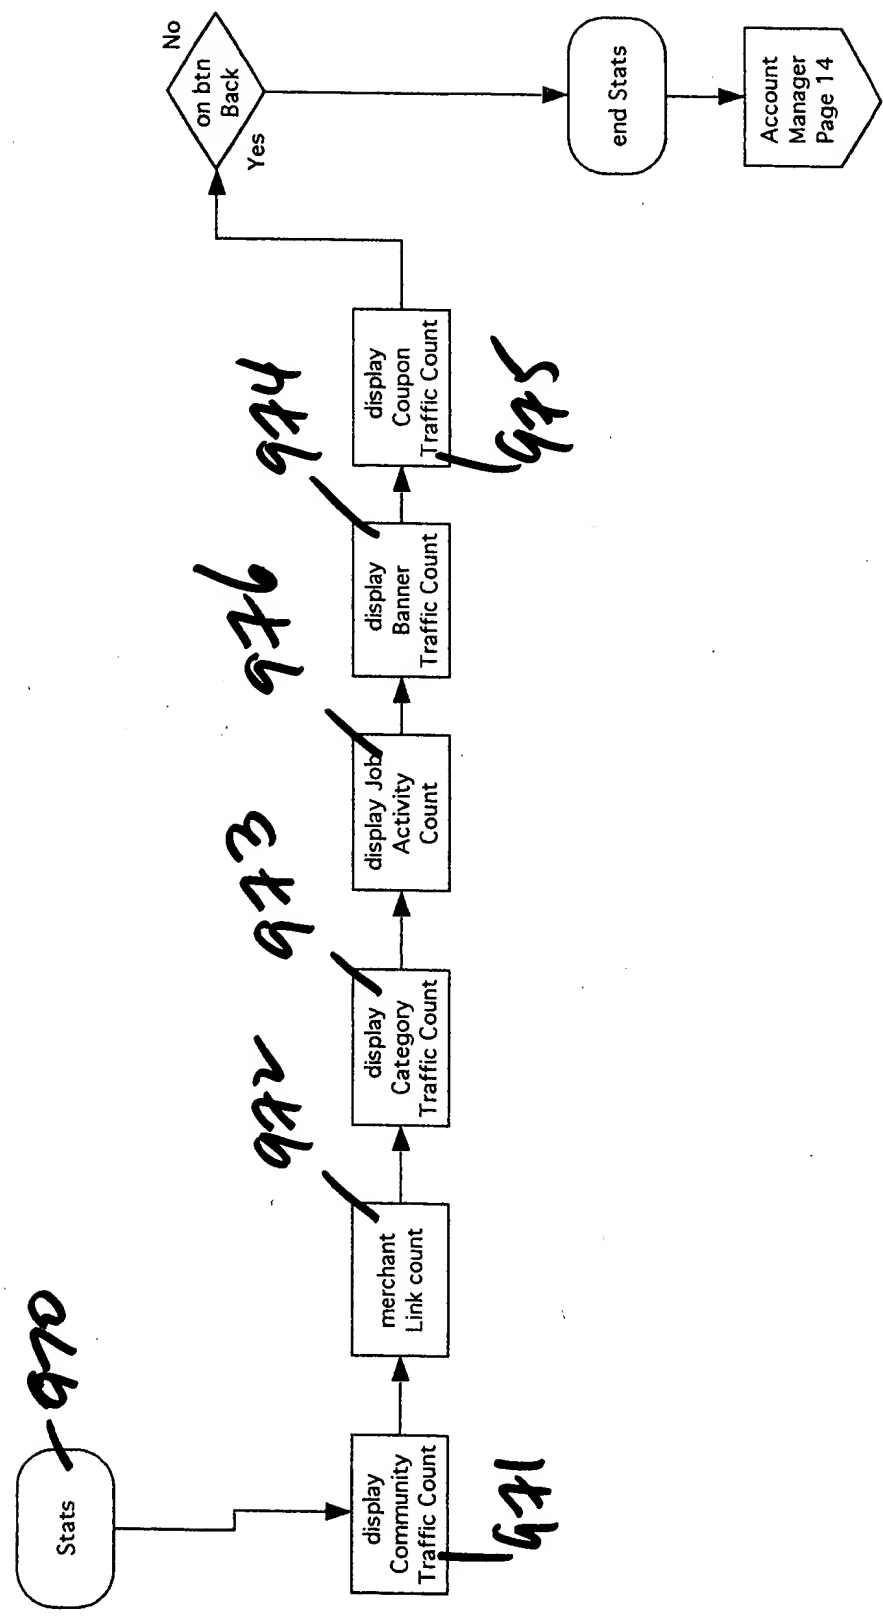 Stats
970
display
Community
Traffic Count
971
merchant
Link count
972
display
Category
Traffic Count
973
display Job
Activity
Count
976
display
Banner
Traffic Count
974
display
Coupon
Traffic Count
975
on btn
Back
No
Yes
end Stats
Account
Manager
Page 14